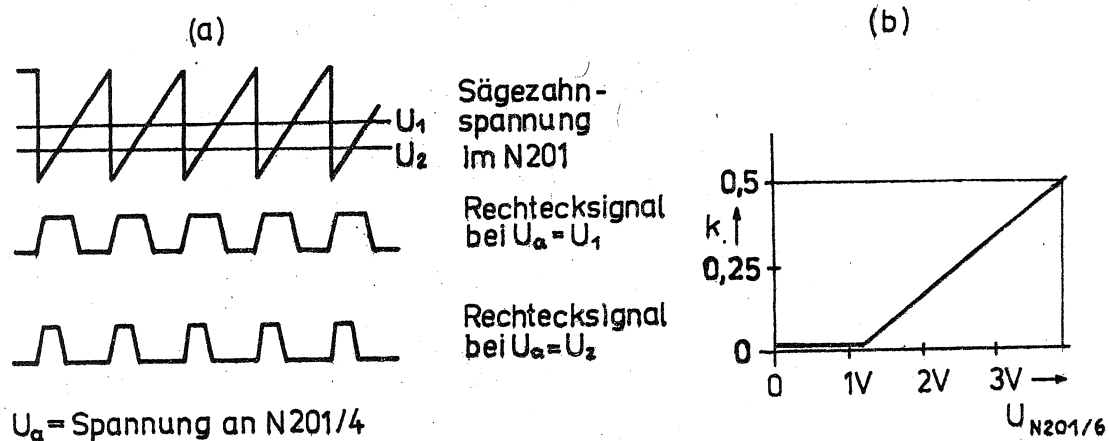 (a)
Sägezahn-
spannung
im N201
U₁
U₂
Rechtecksignal
bei Uₐ=U₁
Rechtecksignal
bei Uₐ=U₂
Uₐ= Spannung an N201/4
(b)
0,5
k
0,25
0
0 1V 2V 3V
U N201/6